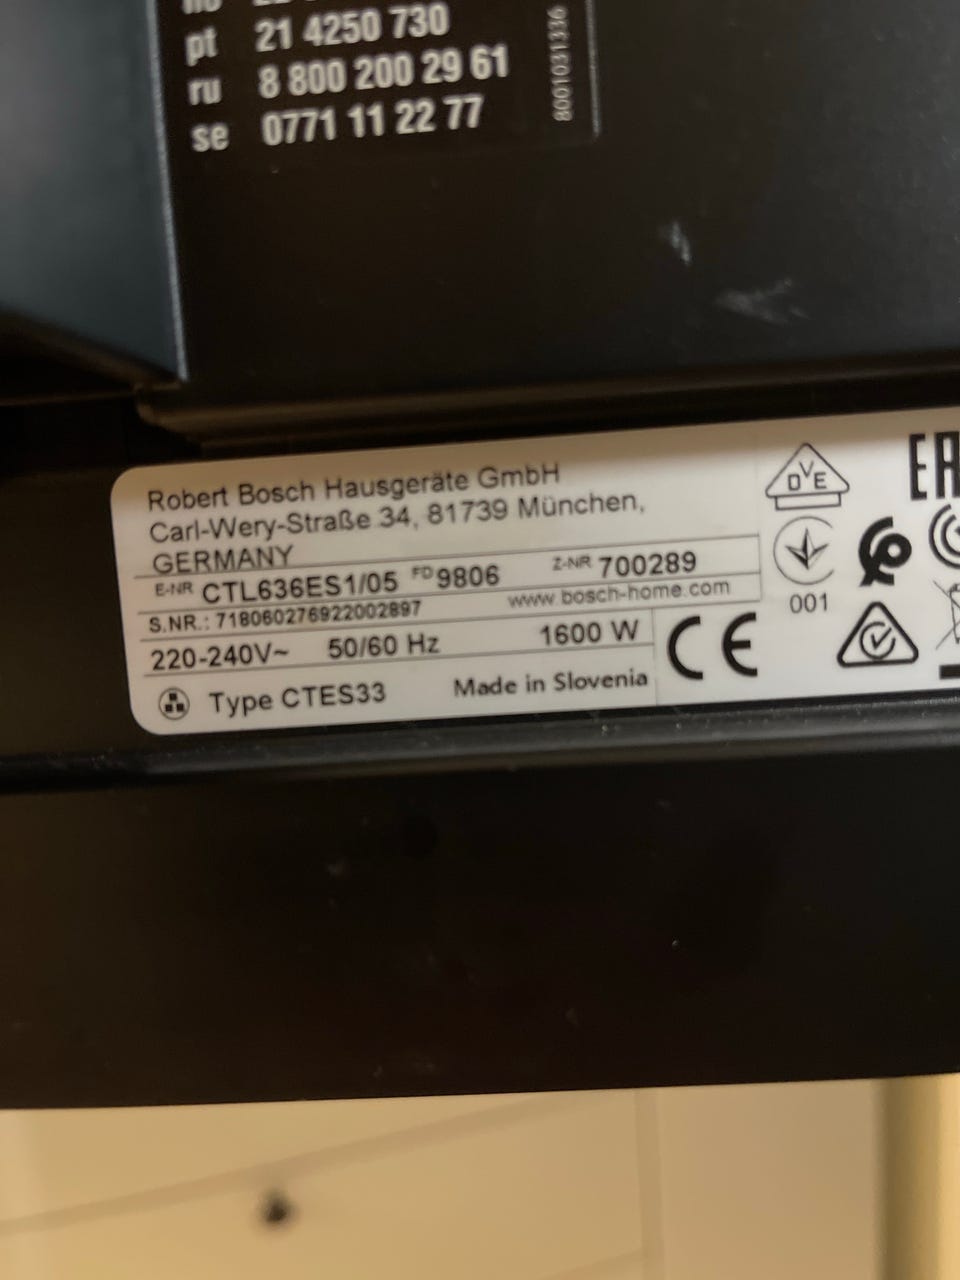 pt 21 4250 730
ru 8 800 200 29 61
se 0771 11 22 77
8001031336
Robert Bosch Hausgeräte GmbH
Carl-Wery-Straße 34, 81739 München,
GERMANY
E-NR CTL636ES1/05 FD 9806 Z-NR 700289
S.NR.: 718060276922002897 www.bosch-home.com
220-240V~ 50/60 Hz 1600 W
Type CTES33 Made in Slovenia
DVE
001
CE